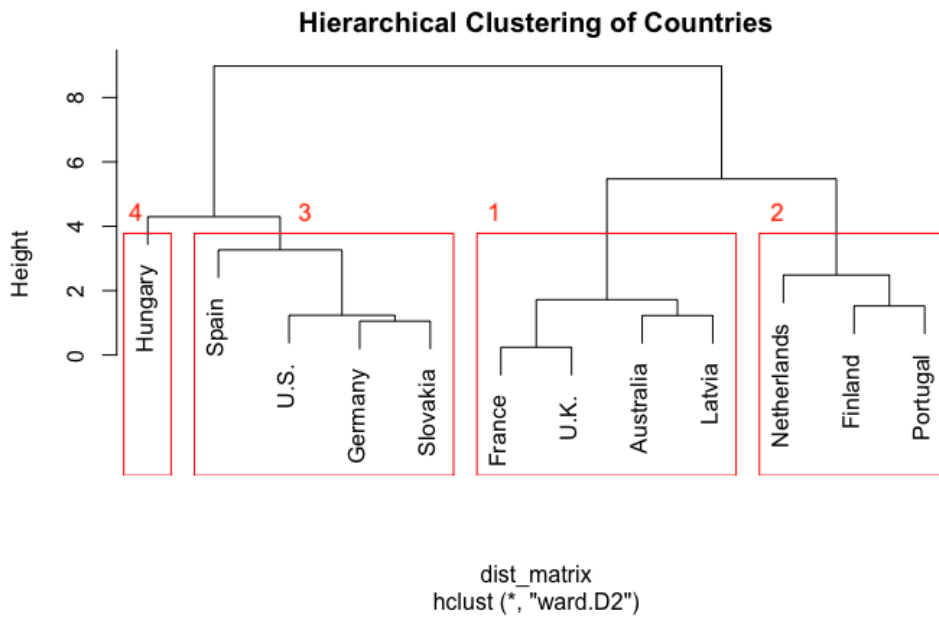 Hierarchical Clustering of Countries
Height
8
6
4
2
0
4
3
1
2
Hungary
Spain
U.S.
Germany
Slovakia
France
U.K.
Australia
Latvia
Netherlands
Finland
Portugal
dist_matrix
hclust (*, "ward.D2")